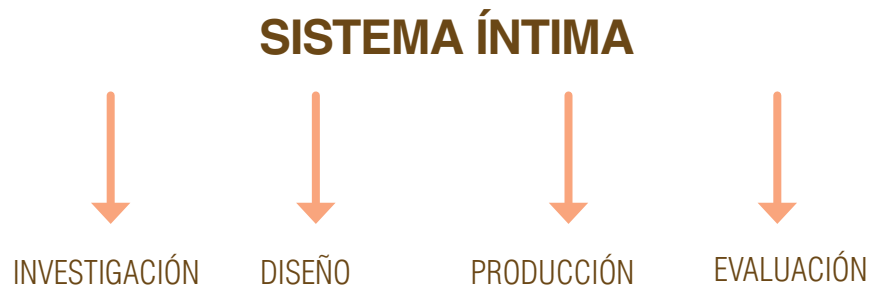 SISTEMA ÍNTIMA
INVESTIGACIÓN
DISEÑO
PRODUCCIÓN
EVALUACIÓN